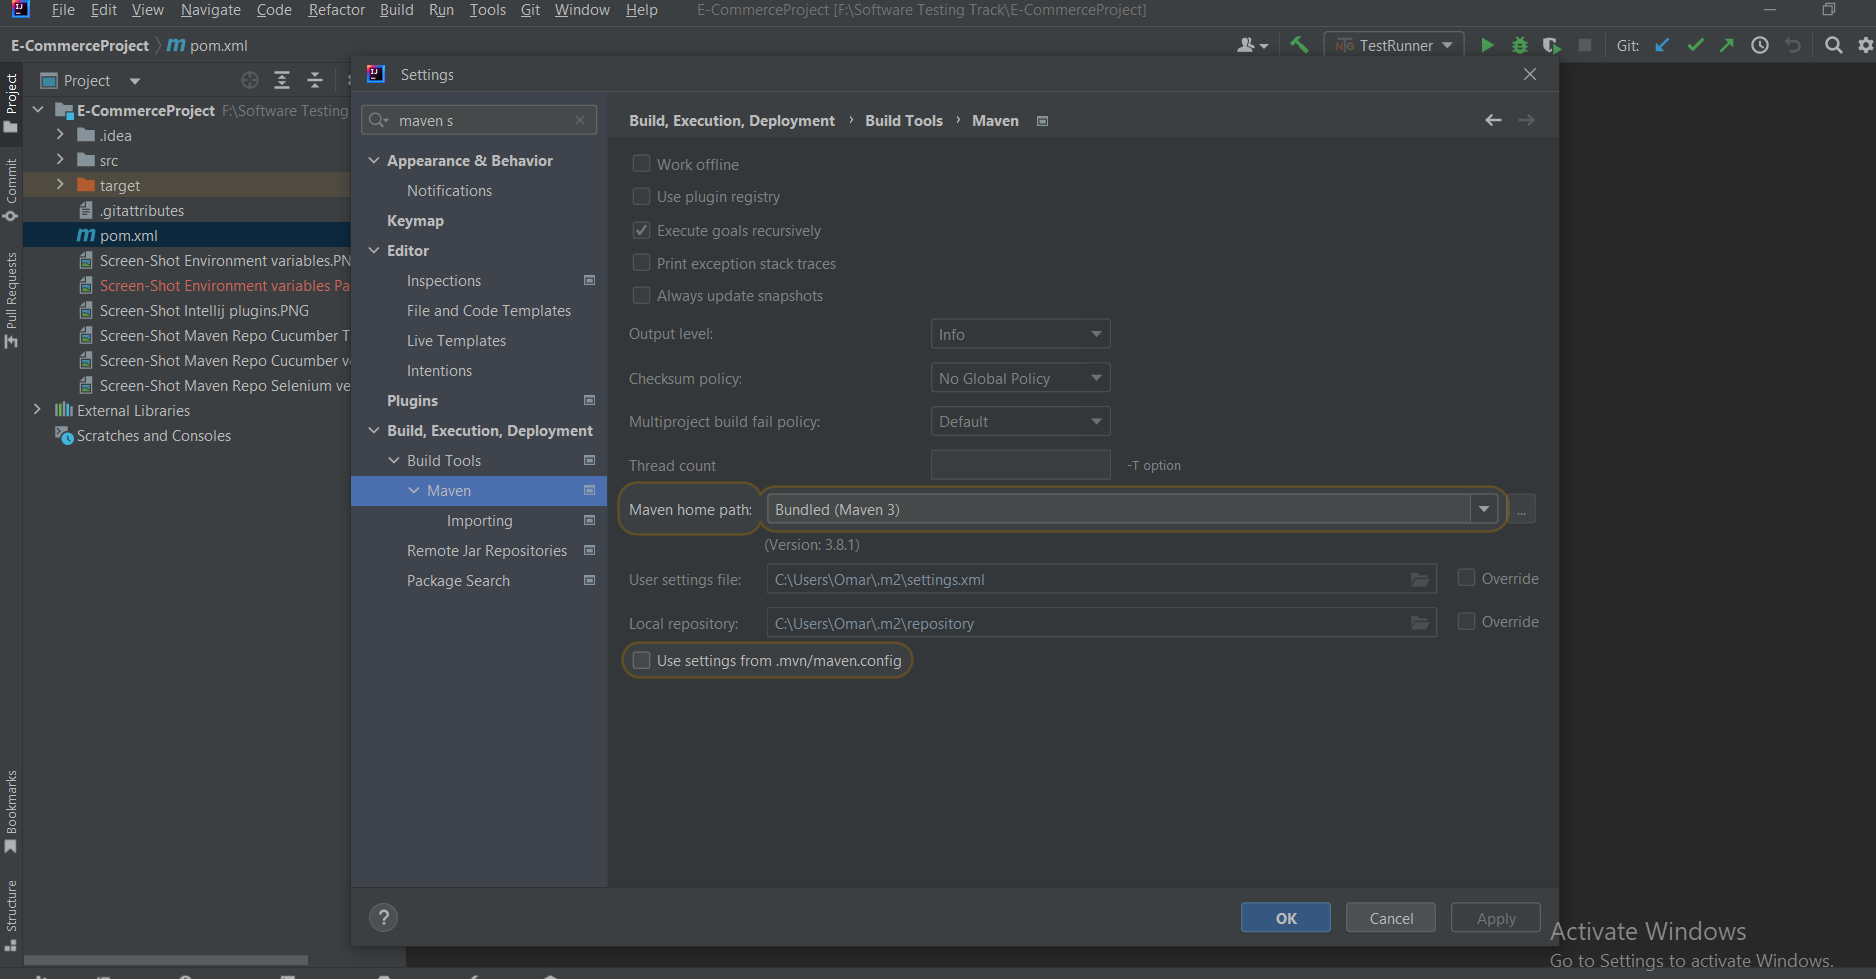 File Edit View Navigate Code Refactor Build Run Tools Git Window Help E-CommerceProject [F:\Software Testing Track\E-CommerceProject]
E-CommerceProject pom.xml
TestRunner
Git:
Project
Commit
Pull Requests
Bookmarks
Structure
Project
E-CommerceProject F:\Software Testing
.idea
src
target
.gitattributes
pom.xml
Screen-Shot Environment variables.PN
Screen-Shot Environment variables Pa
Screen-Shot Intellij plugins.PNG
Screen-Shot Maven Repo Cucumber T
Screen-Shot Maven Repo Cucumber v
Screen-Shot Maven Repo Selenium ve
External Libraries
Scratches and Consoles
Settings
maven s
Appearance & Behavior
Notifications
Keymap
Editor
Inspections
File and Code Templates
Live Templates
Intentions
Plugins
Build, Execution, Deployment
Build Tools
Maven
Importing
Remote Jar Repositories
Package Search
Build, Execution, Deployment › Build Tools › Maven
Work offline
Use plugin registry
Execute goals recursively
Print exception stack traces
Always update snapshots
Output level: Info
Checksum policy: No Global Policy
Multiproject build fail policy: Default
Thread count -T option
Maven home path: Bundled (Maven 3) ...
(Version: 3.8.1)
User settings file: C:\Users\Omar\.m2\settings.xml Override
Local repository: C:\Users\Omar\.m2\repository Override
Use settings from .mvn/maven.config
? OK Cancel Apply
Activate Windows
Go to Settings to activate Windows.